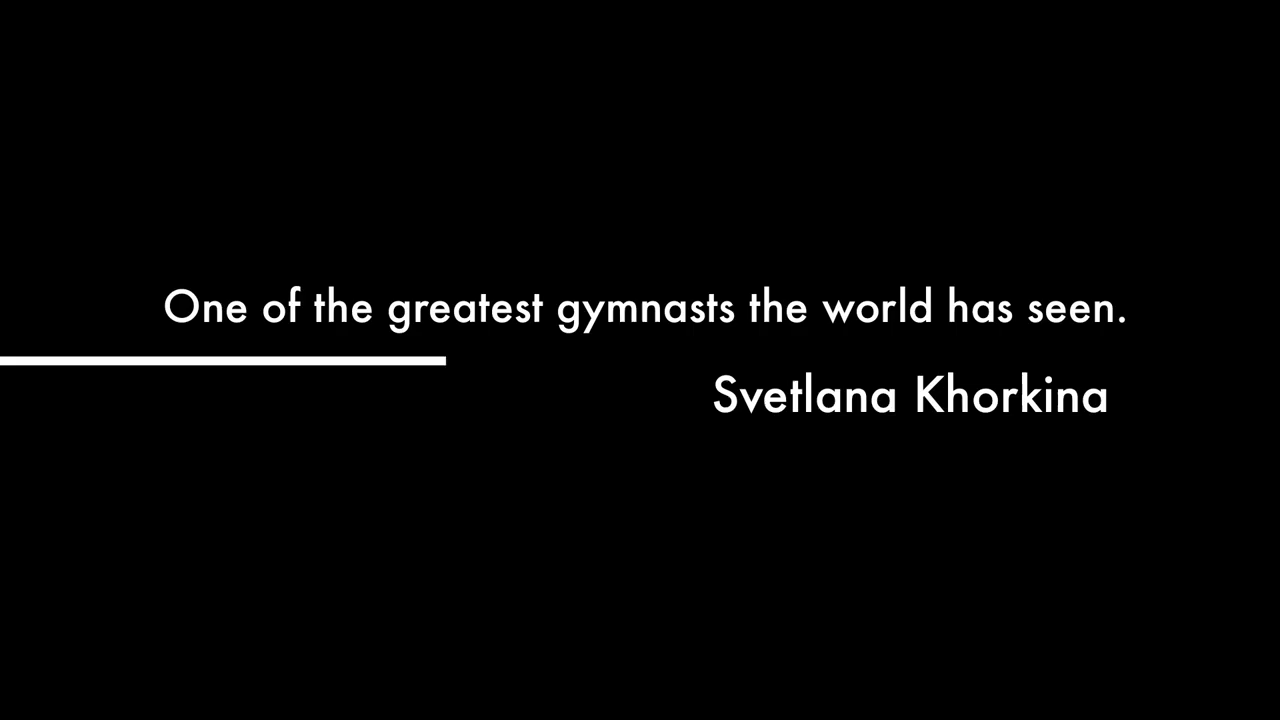 One of the greatest gymnasts the world has seen.
Svetlana Khorkina